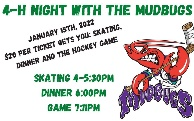 4-H NIGHT WITH THE MUDBUGS
JANUARY 15TH, 2022
$20 PER TICKET GETS YOU SKATING,
DINNER AND THE HOCKEY GAME
SKATING 4-5:30PM
DINNER 6:00PM
GAME 7:11PM
MUDBUGS